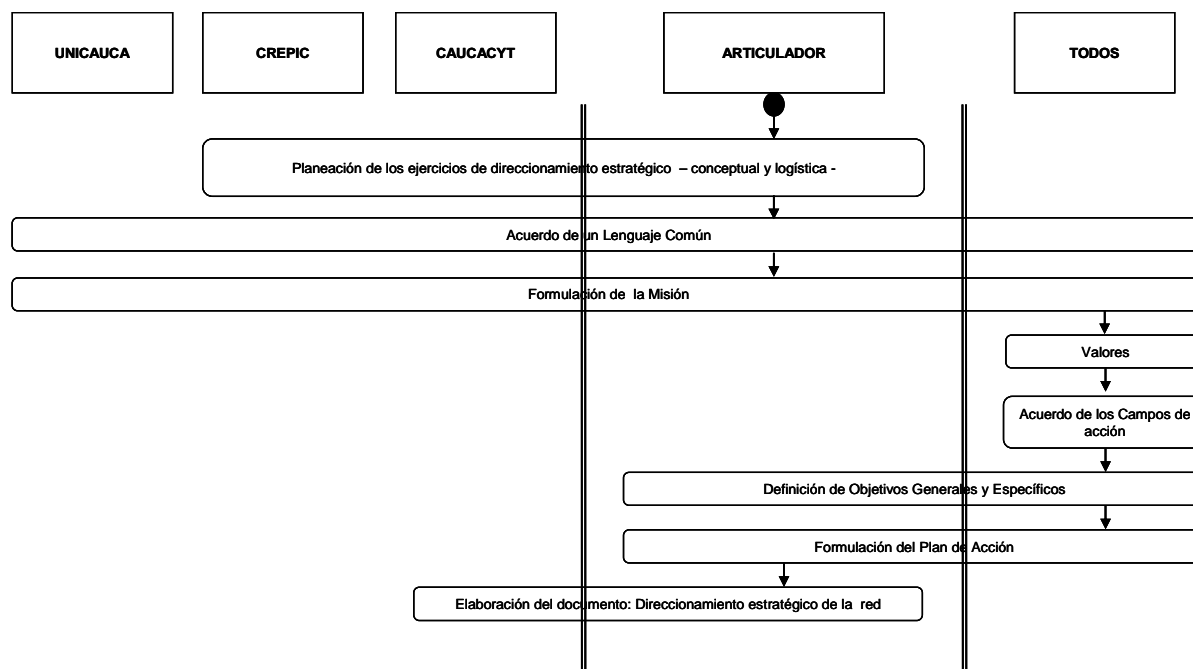 UNICAUCA
CREPIC
CAUCACYT
ARTICULADOR
TODOS
Planeación de los ejercicios de direccionamiento estratégico – conceptual y logística -
Acuerdo de un Lenguaje Común
Formulación de la Misión
Valores
Acuerdo de los Campos de
acción
Definición de Objetivos Generales y Específicos
Formulación del Plan de Acción
Elaboración del documento: Direccionamiento estratégico de la red